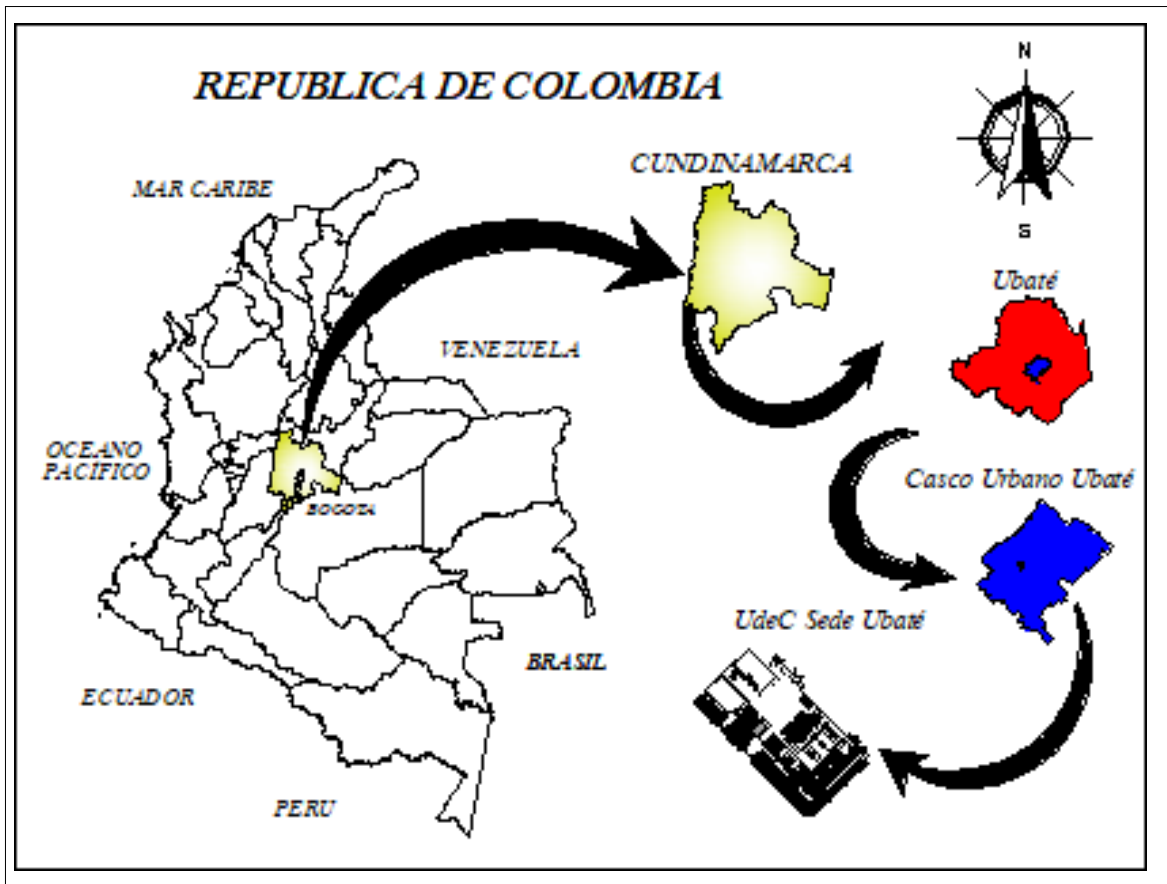 REPUBLICA DE COLOMBIA
N
S
CUNDINAMARCA
MAR CARIBE
Ubaté
VENEZUELA
OCEANO
PACIFICO
Casco Urbano Ubaté
BOGOTA
UdeC Sede Ubaté
BRASIL
ECUADOR
PERU